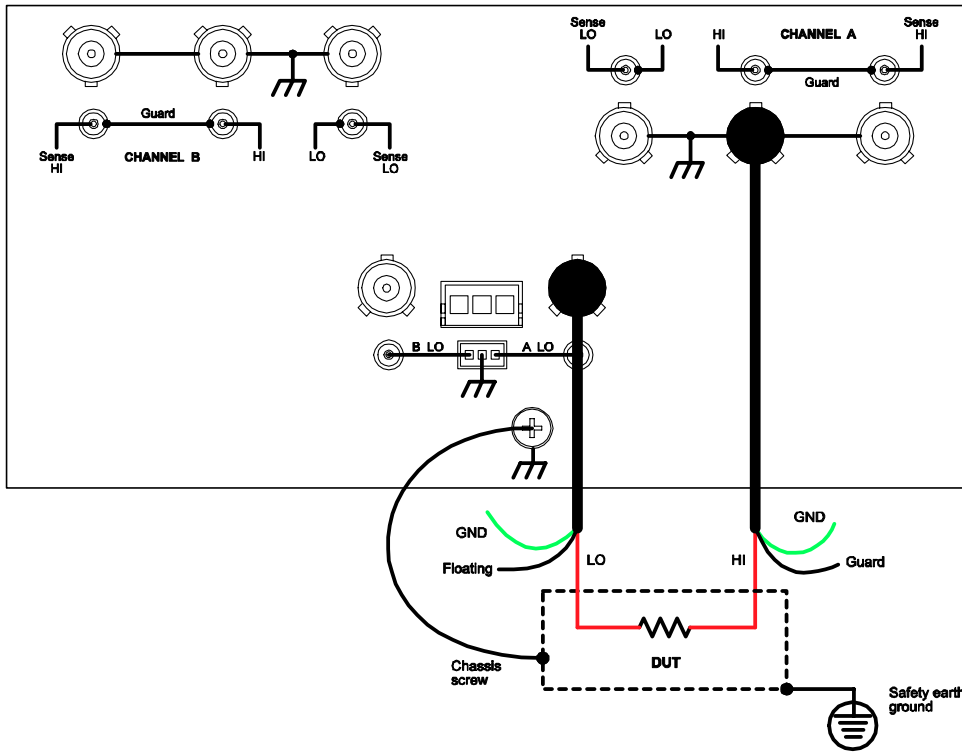 Sense
LO
LO
HI
CHANNEL A
Sense
HI
Guard
Guard
Sense
HI
CHANNEL B
HI
LO
Sense
LO
B LO
A LO
GND
Floating
LO
HI
GND
Guard
DUT
Chassis
screw
Safety earth
ground